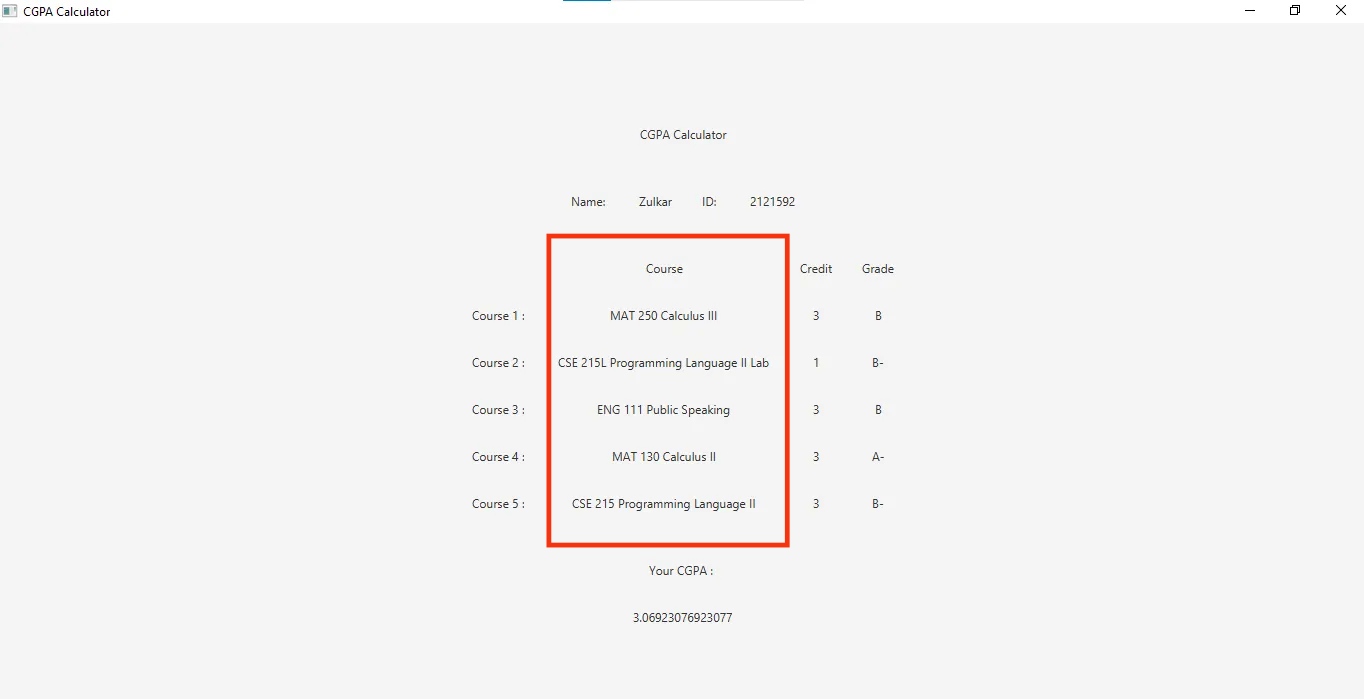 CGPA Calculator
CGPA Calculator
Name: Zulkar ID: 2121592
Course Credit Grade
Course 1 : MAT 250 Calculus III 3 B
Course 2 : CSE 215L Programming Language II Lab 1 B-
Course 3 : ENG 111 Public Speaking 3 B
Course 4 : MAT 130 Calculus II 3 A-
Course 5 : CSE 215 Programming Language II 3 B-
Your CGPA :
3.06923076923077